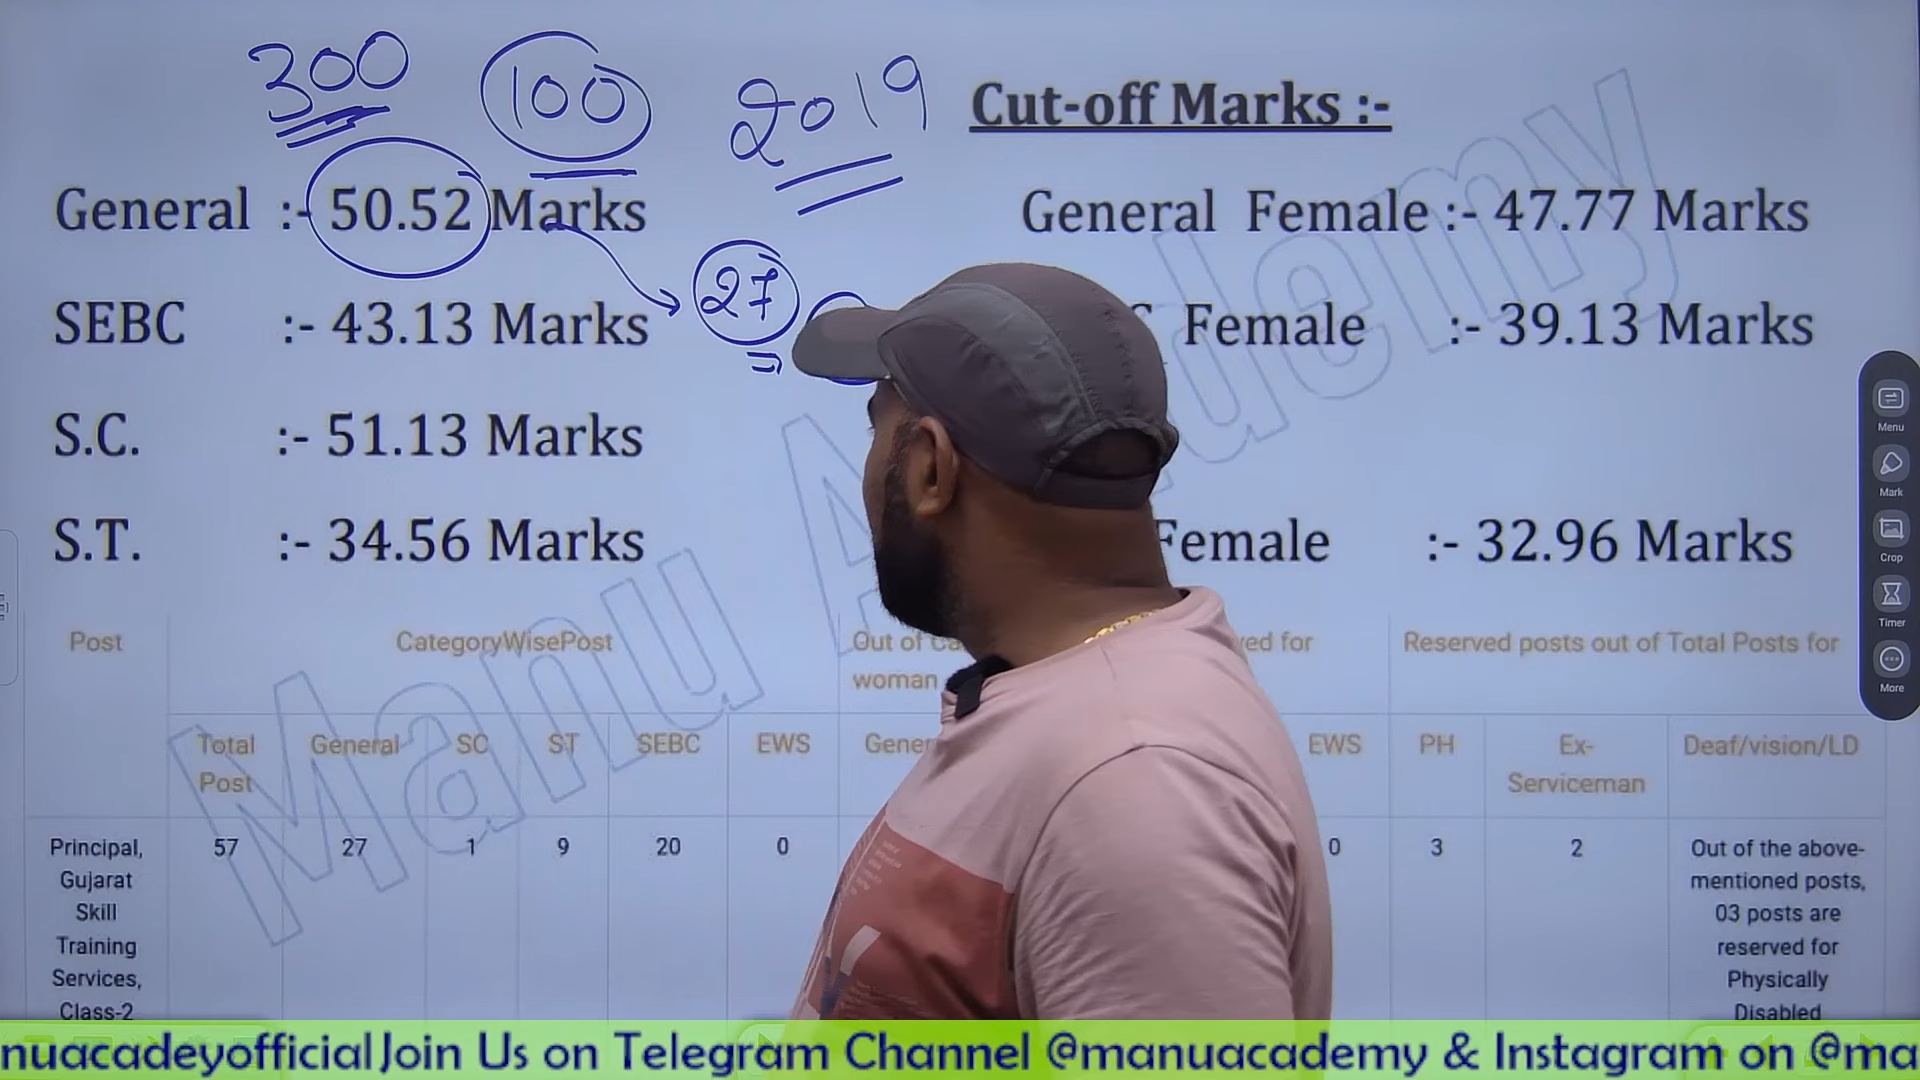 300 100 2019 Cut-off Marks :-
General :- 50.52 Marks
General Female :- 47.77 Marks
27
SEBC :- 43.13 Marks
Female :- 39.13 Marks
S.C. :- 51.13 Marks
S.T. :- 34.56 Marks
Female :- 32.96 Marks
Manu
Post
CategoryWisePost
Out of
woman
for
Reserved posts out of Total Posts for
Total Post
General
SC
ST
SEBC
EWS
EWS
PH
Ex-Serviceman
Deaf/vision/LD
Principal,
Gujarat
Skill
Training
Services,
Class-2
57
27
1
9
20
0
0
3
2
Out of the above-
mentioned posts,
03 posts are
reserved for
Physically
Disabled
Menu
Mark
Crop
Timer
More
nuacadeyofficial Join Us on Telegram Channel @manuacademy & Instagram on @ma